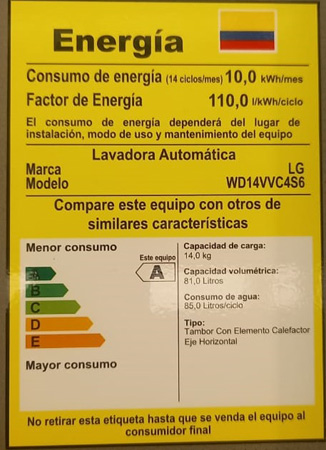 Energía
Consumo de energía (14 ciclos/mes) 10,0 kWh/mes
Factor de Energía 110,0 l/kWh/ciclo
El consumo de energía dependerá del lugar de
instalación, modo de uso y mantenimiento del equipo
Lavadora Automática
Marca LG
Modelo WD14VVC4S6
Compare este equipo con otros de
similares características
Menor consumo
Este equipo
A
A
B
C
D
E
Mayor consumo
Capacidad de carga:
14,0 kg
Capacidad volumétrica:
81,0 Litros
Consumo de agua:
85,0 Litros/ciclo
Tipo:
Tambor Con Elemento Calefactor
Eje Horizontal
No retirar esta etiqueta hasta que se venda el equipo al
consumidor final